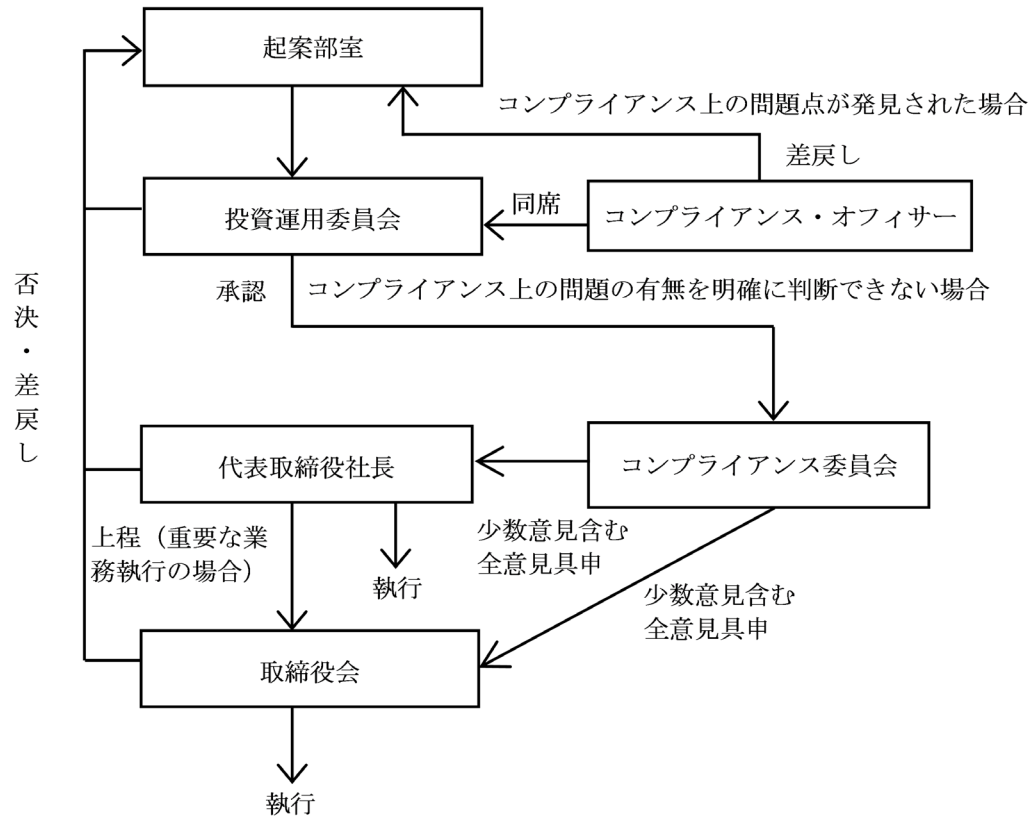 起案部室
コンプライアンス上の問題点が発見された場合
差戻し
投資運用委員会
同席
コンプライアンス・オフィサー
承認
コンプライアンス上の問題の有無を明確に判断できない場合
否決・差戻し
代表取締役社長
コンプライアンス委員会
上程（重要な業
務執行の場合）
執行
少数意見含む
全意見具申
少数意見含む
全意見具申
取締役会
執行